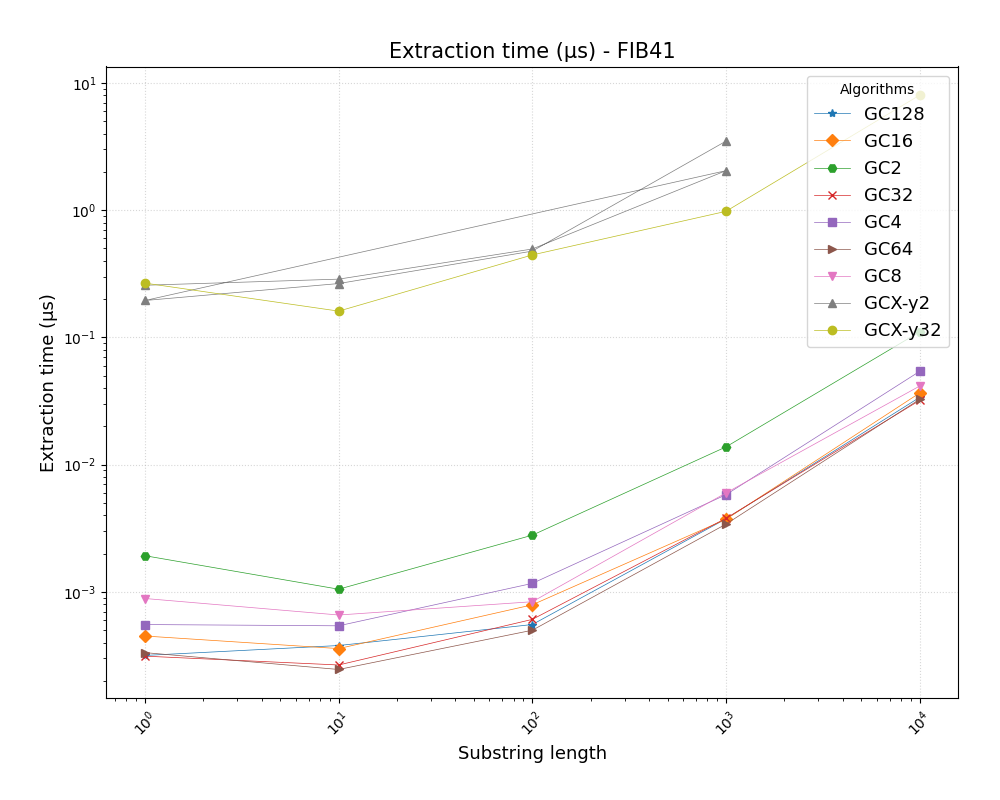 Extraction time (µs) - FIB41
Extraction time (µs)
10¹
10⁰
10⁻¹
10⁻²
10⁻³
10⁰
10¹
10²
10³
10⁴
Substring length
Algorithms
GC128
GC16
GC2
GC32
GC4
GC64
GC8
GCX-y2
GCX-y32